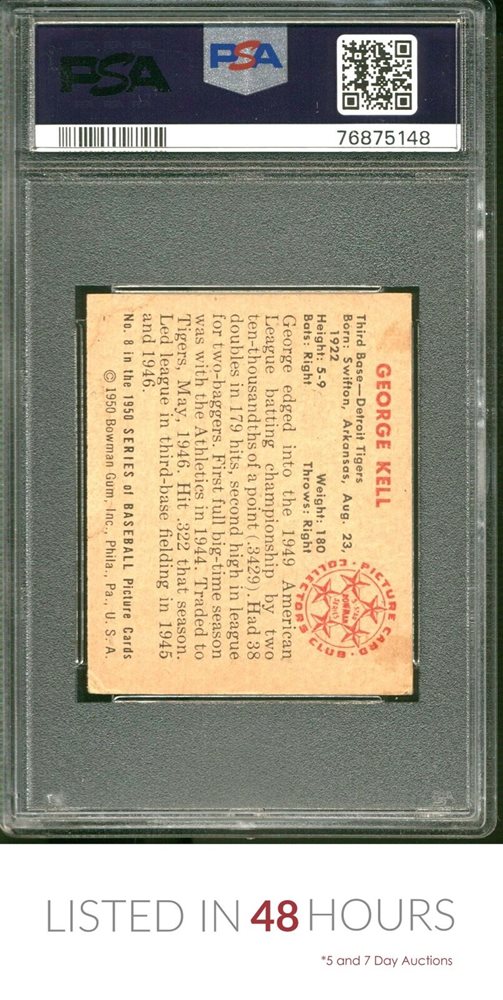 PSA
PSA
76875148
GEORGE KELL
Third Base—Detroit Tigers
Born: Swifton, Arkansas, Aug. 23,
1922
Height: 5-9 Weight: 180
Bats: Right Throws: Right
PICTURE CARD COLLECTORS CLUB
George edged into the 1949 American
League batting championship by two
ten-thousandths of a point (.3429). Had 38
doubles in 179 hits, second high in league
for two-baggers. First full big-time season
was with the Athletics in 1944. Traded to
Tigers, May, 1946. Hit .322 that season.
Led league in third-base fielding in 1945
and 1946.
No. 8 in the 1950 SERIES of BASEBALL Picture Cards
©1950 Bowman Gum, Inc., Phila., Pa., U. S. A.
LISTED IN 48 HOURS
*5 and 7 Day Auctions